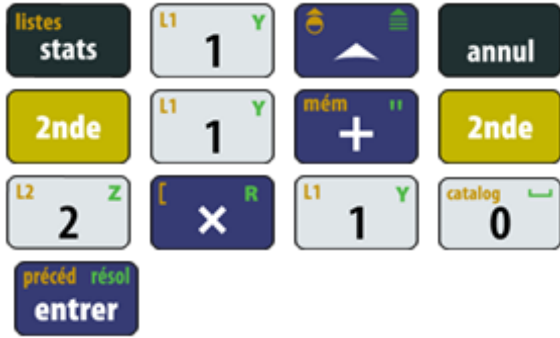 listes L1 Y
stats 1 annul
2nde L1 Y mém " 2nde
1 +
L2 Z [ R L1 Y catalog
2 × 1 0
précéd résol
entrer